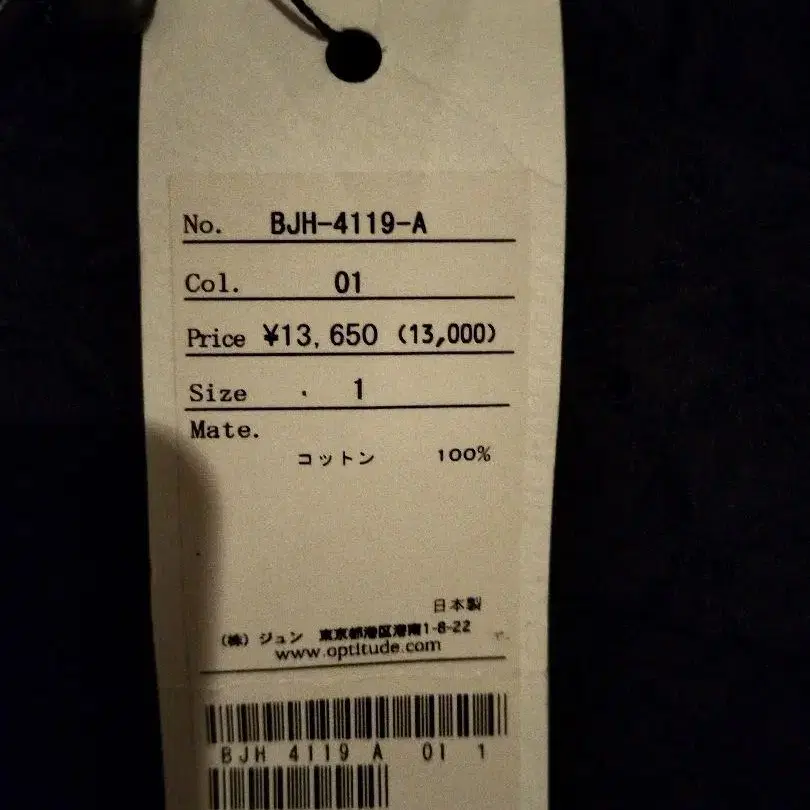 No. BJH-4119-A
Col. 01
Price ¥13,650 (13,000)
Size 1
Mate.
コットン 100%
日本製
(株) ジュン 東京都港区港南1-8-22
www.optitude.com
BJH 4119 A 01 1